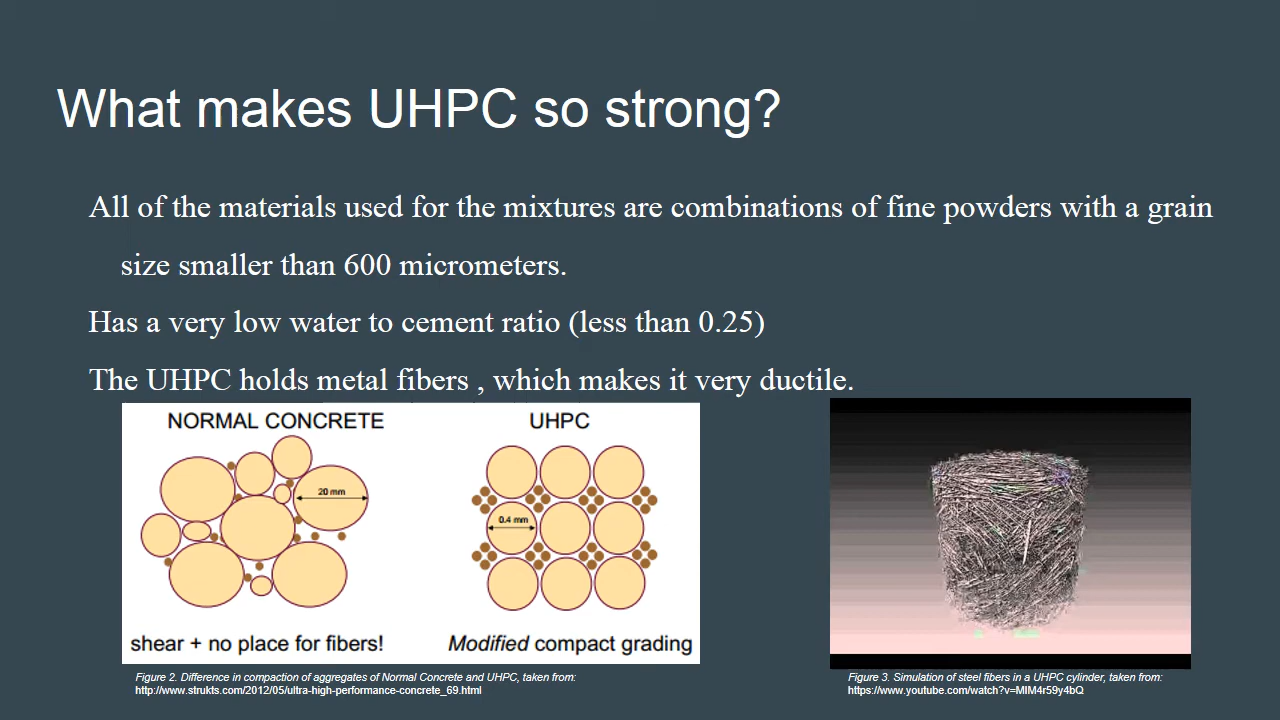 What makes UHPC so strong?
All of the materials used for the mixtures are combinations of fine powders with a grain
size smaller than 600 micrometers.
Has a very low water to cement ratio (less than 0.25)
The UHPC holds metal fibers , which makes it very ductile.
NORMAL CONCRETE
UHPC
20 mm
0.4 mm
shear + no place for fibers!
Modified compact grading
Figure 2. Difference in compaction of aggregates of Normal Concrete and UHPC, taken from:
http://www.strukts.com/2012/05/ultra-high-performance-concrete_69.html
Figure 3. Simulation of steel fibers in a UHPC cylinder, taken from:
https://www.youtube.com/watch?v=MIM4r59y4bQ